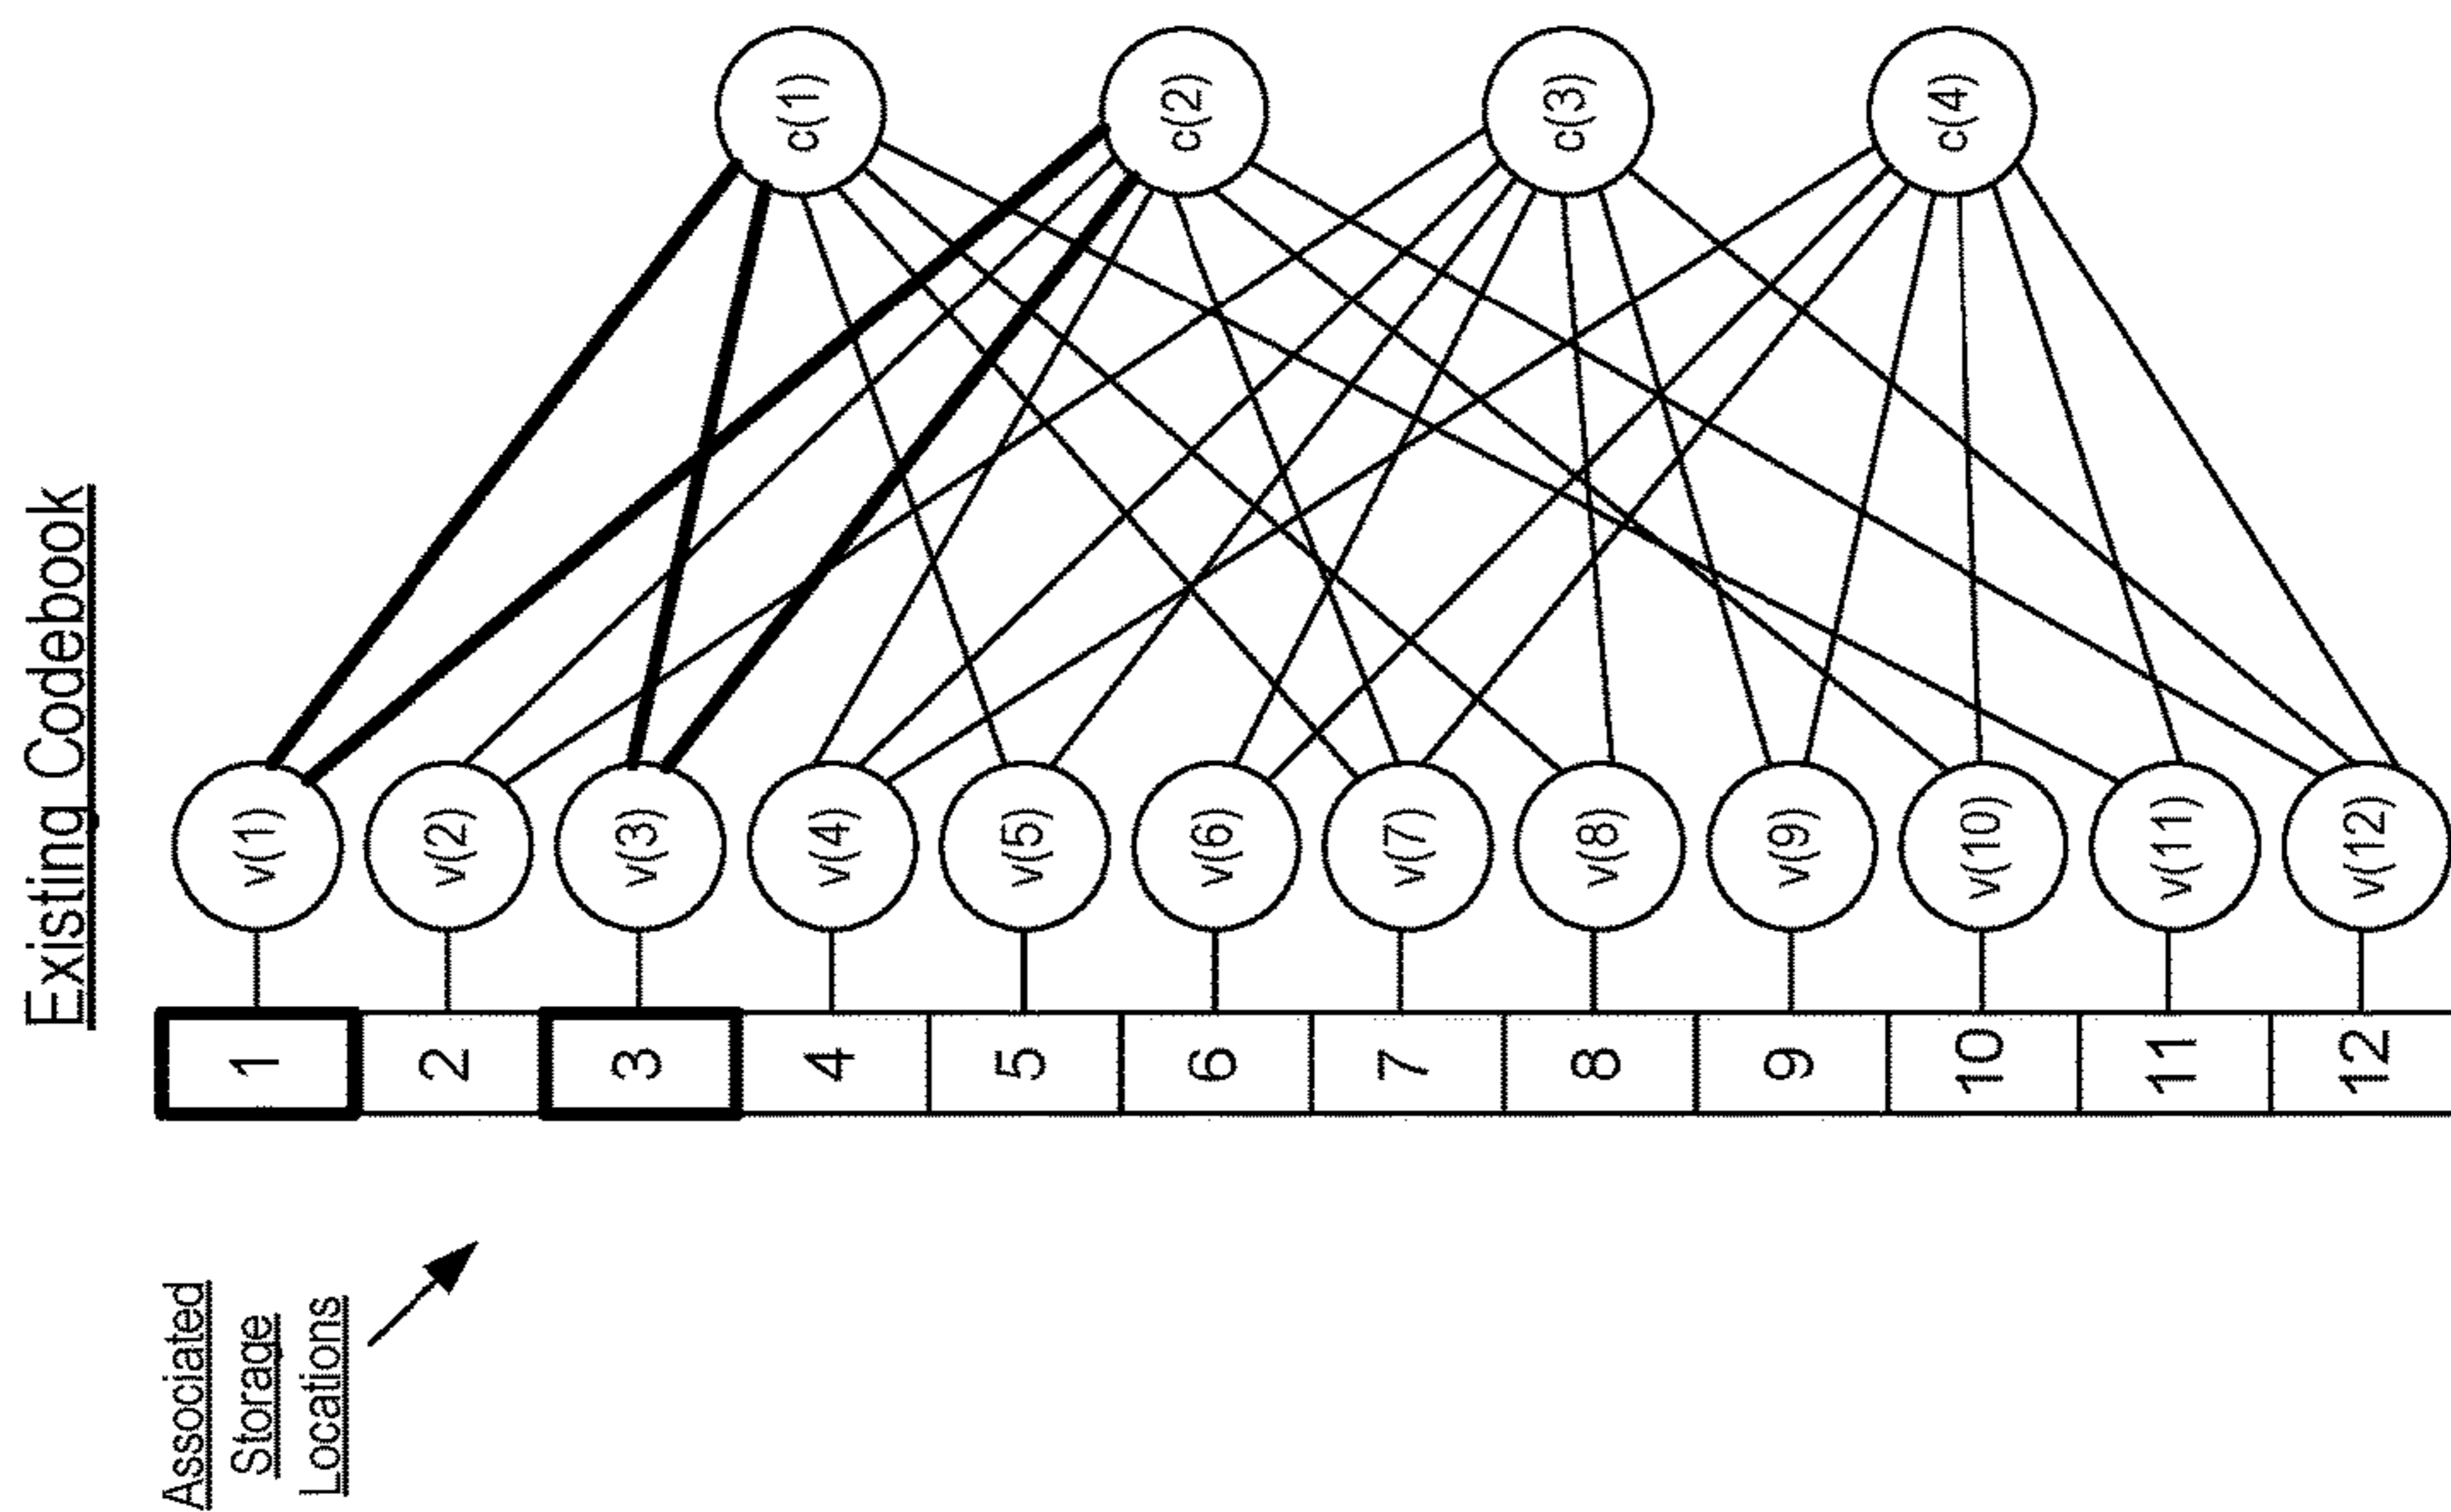 Existing Codebook
Associated
Storage
Locations
1
2
3
4
5
6
7
8
9
10
11
12
v(1)
v(2)
v(3)
v(4)
v(5)
v(6)
v(7)
v(8)
v(9)
v(10)
v(11)
v(12)
c(1)
c(2)
c(3)
c(4)